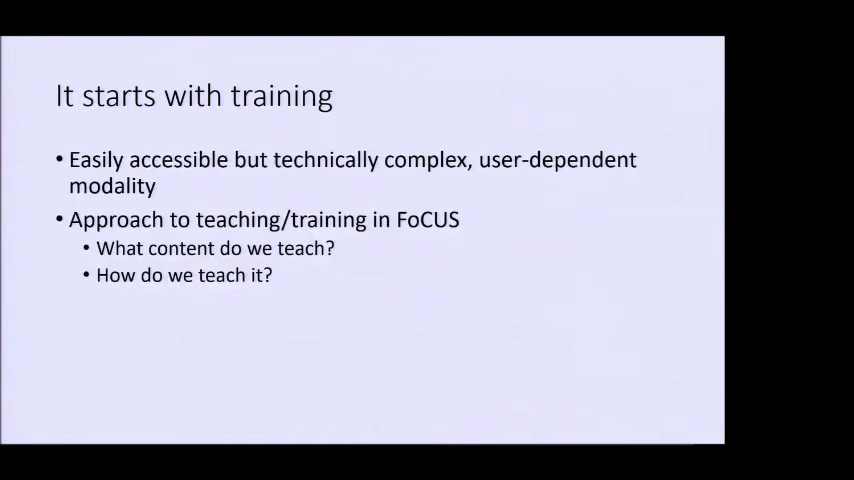 It starts with training
• Easily accessible but technically complex, user-dependent
modality
• Approach to teaching/training in FoCUS
• What content do we teach?
• How do we teach it?